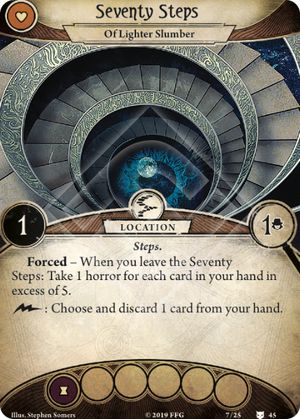 Seventy Steps
Of Lighter Slumber
1
1
LOCATION
Steps.
Forced – When you leave the Seventy
Steps: Take 1 horror for each card in your hand in
excess of 5.
: Choose and discard 1 card from your hand.
Illus. Stephen Somers
© 2019 FFG
7/25
45